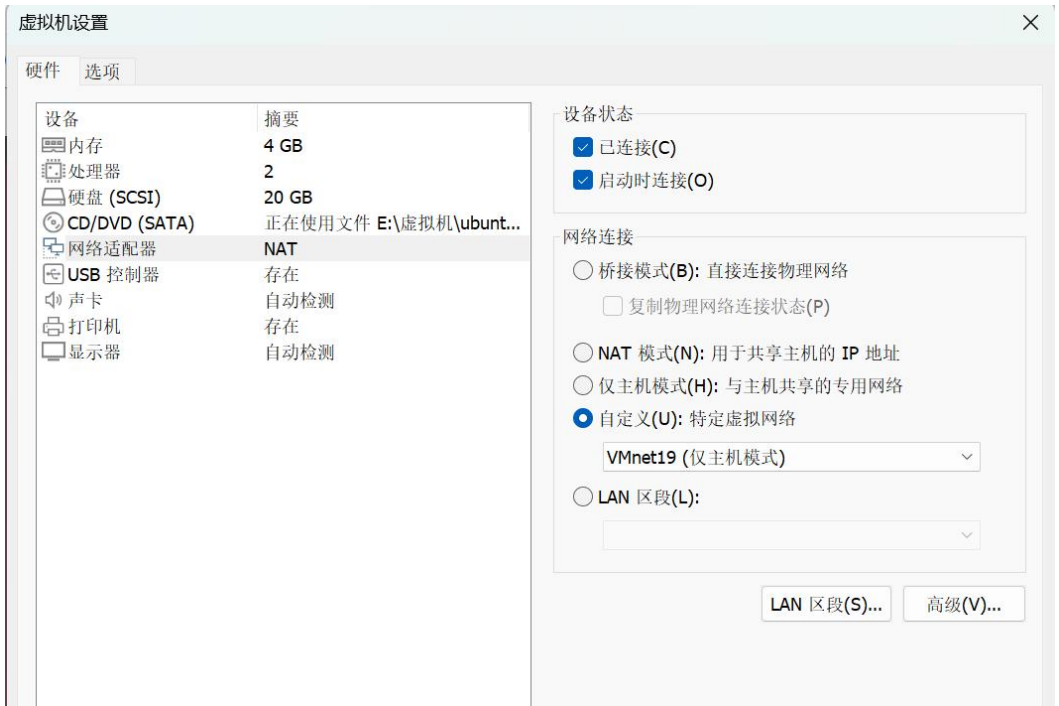 虚拟机设置
硬件 选项
设备 摘要
内存 4 GB
处理器 2
硬盘 (SCSI) 20 GB
CD/DVD (SATA) 正在使用文件 E:\虚拟机\ubunt...
网络适配器 NAT
USB 控制器 存在
声卡 自动检测
打印机 存在
显示器 自动检测
设备状态
已连接(C)
启动时连接(O)
网络连接
桥接模式(B): 直接连接物理网络
复制物理网络连接状态(P)
NAT 模式(N): 用于共享主机的 IP 地址
仅主机模式(H): 与主机共享的专用网络
自定义(U): 特定虚拟网络
VMnet19 (仅主机模式)
LAN 区段(L):
LAN 区段(S)... 高级(V)...